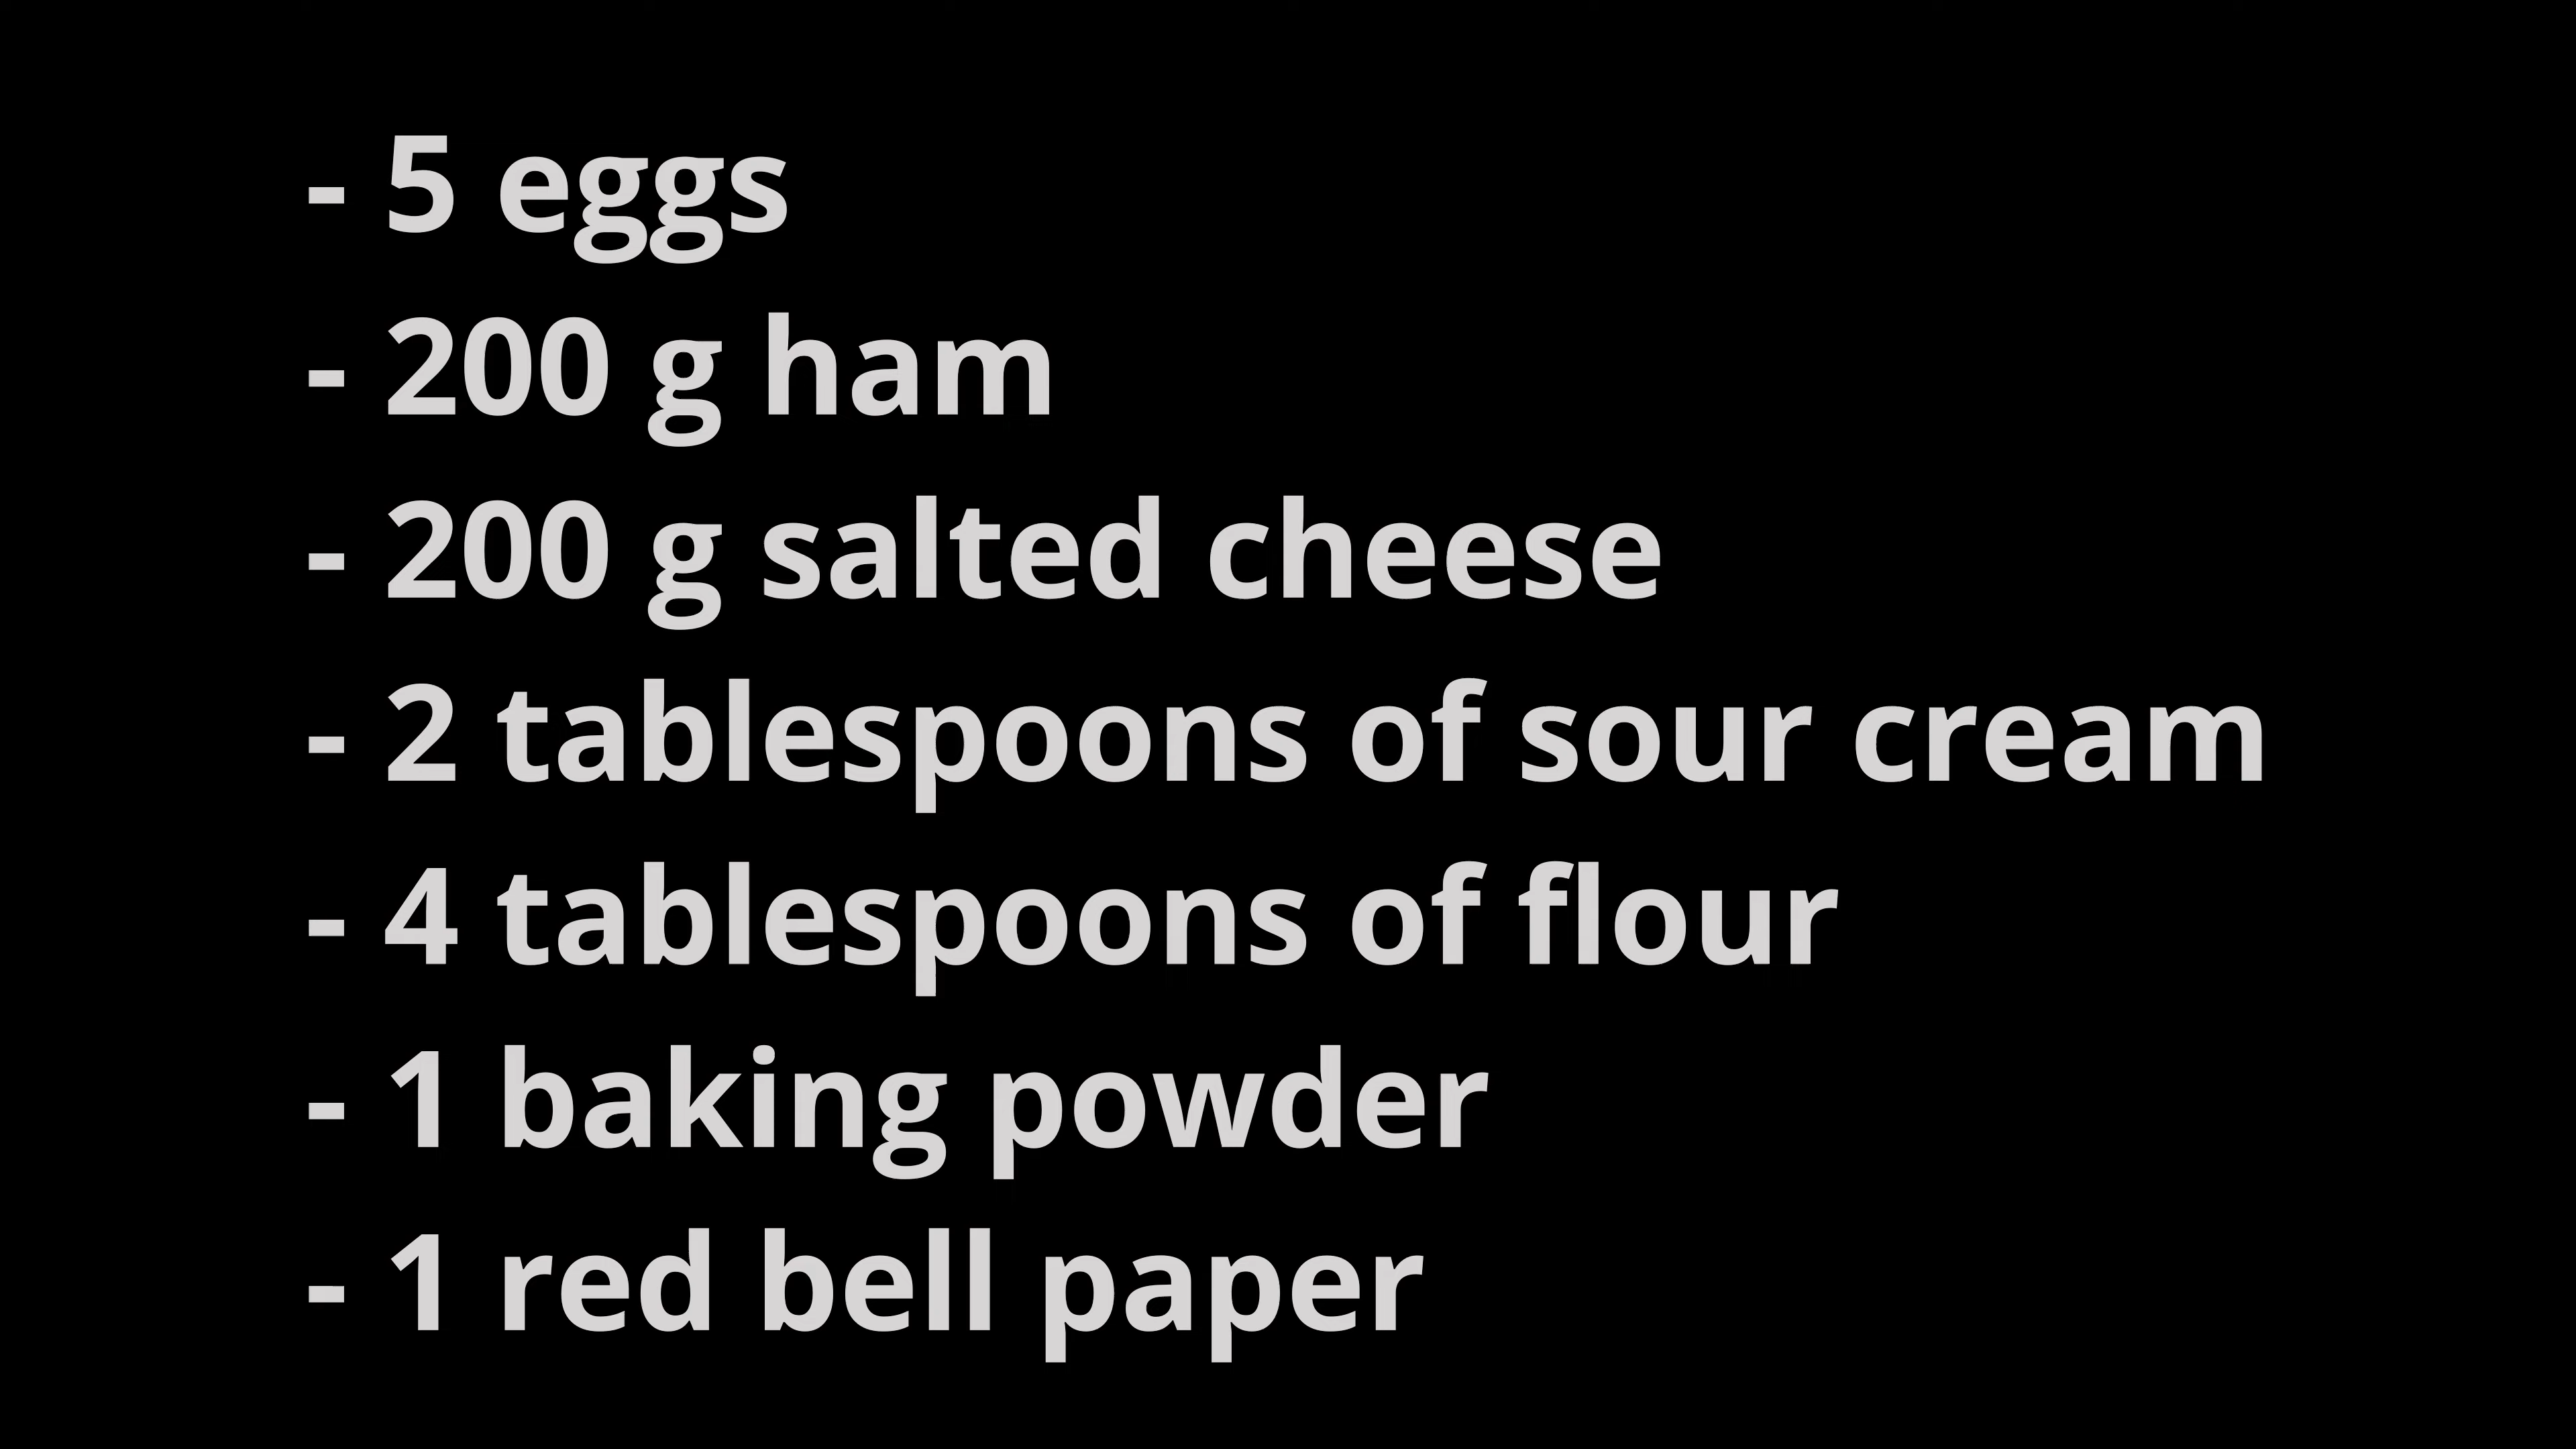 - 5 eggs
- 200 g ham
- 200 g salted cheese
- 2 tablespoons of sour cream
- 4 tablespoons of flour
- 1 baking powder
- 1 red bell paper